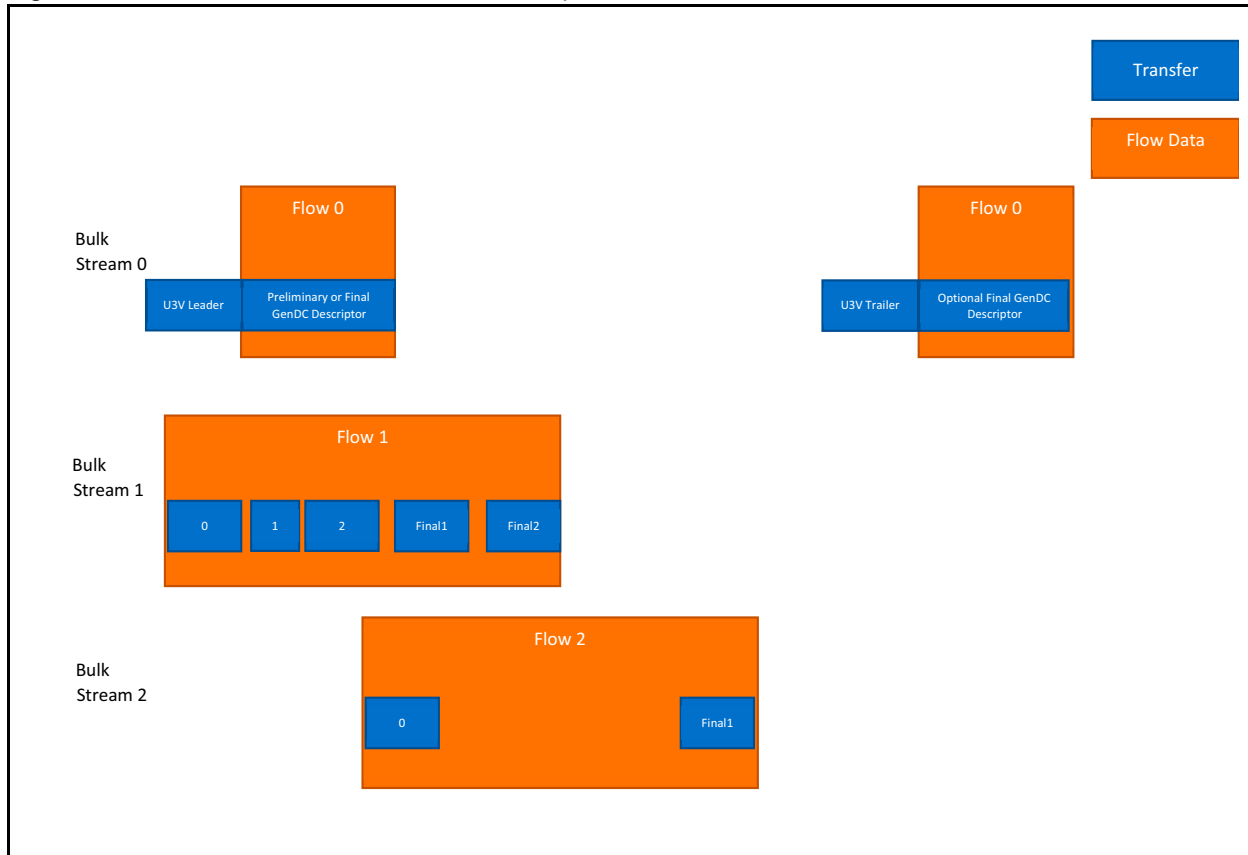 Transfer
Flow Data
Flow 0
Flow 0
Bulk
Stream 0
U3V Leader
Preliminary or Final
GenDC Descriptor
U3V Trailer
Optional Final GenDC
Descriptor
Flow 1
Bulk
Stream 1
0
1
2
Final1
Final2
Flow 2
Bulk
Stream 2
0
Final1